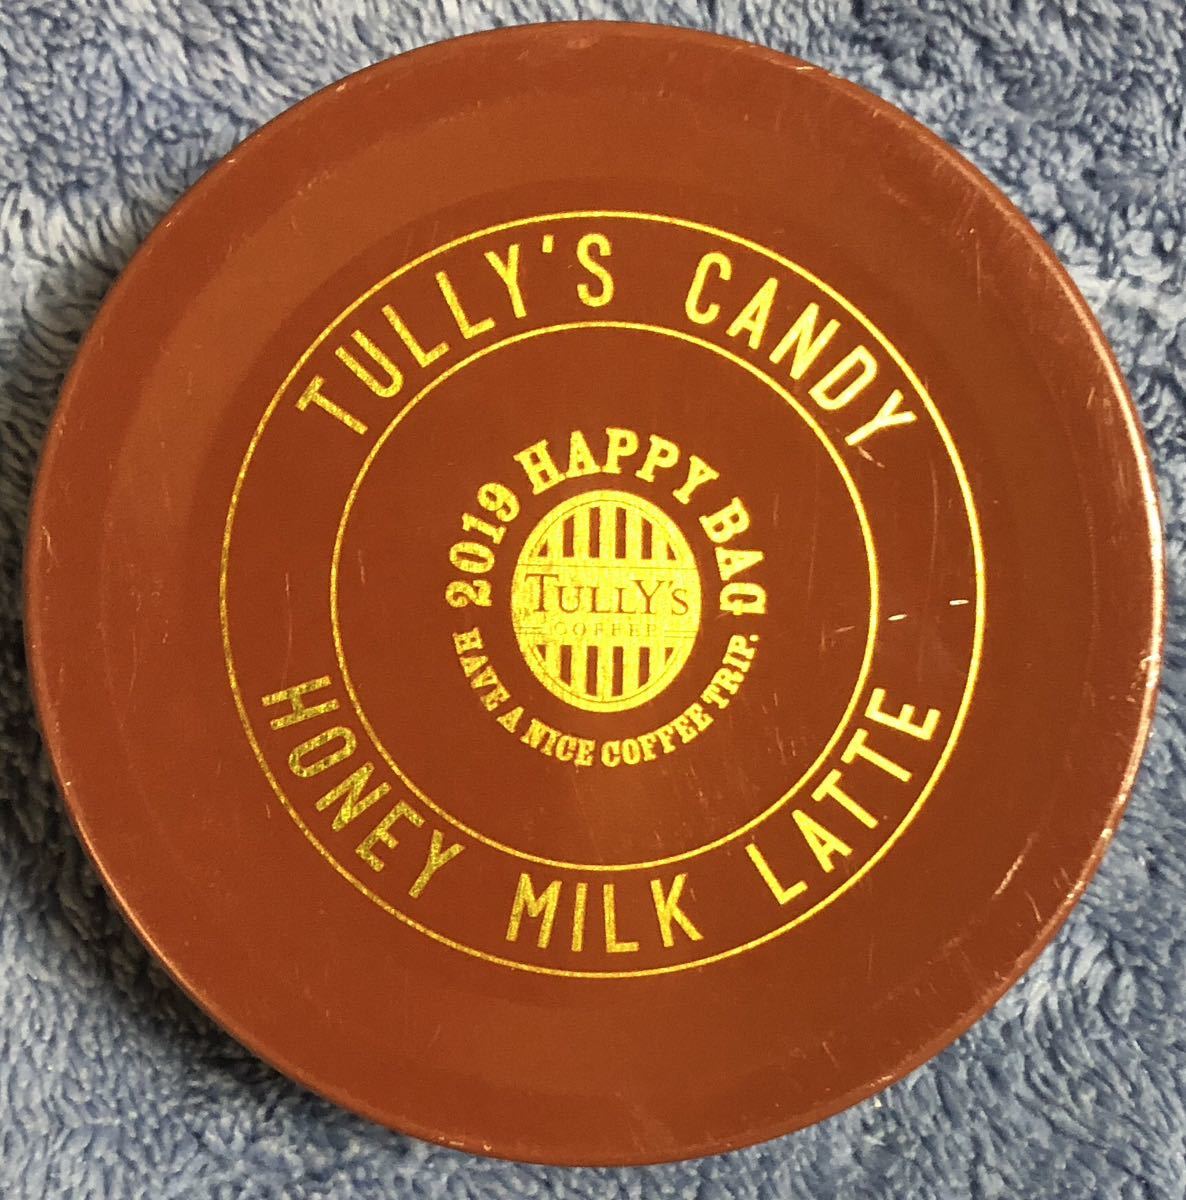 TULLY'S CANDY
2019 HAPPY BAG
TULLY'S
COFFEE
HAVE A NICE COFFEE TRIP.
HONEY MILK LATTE